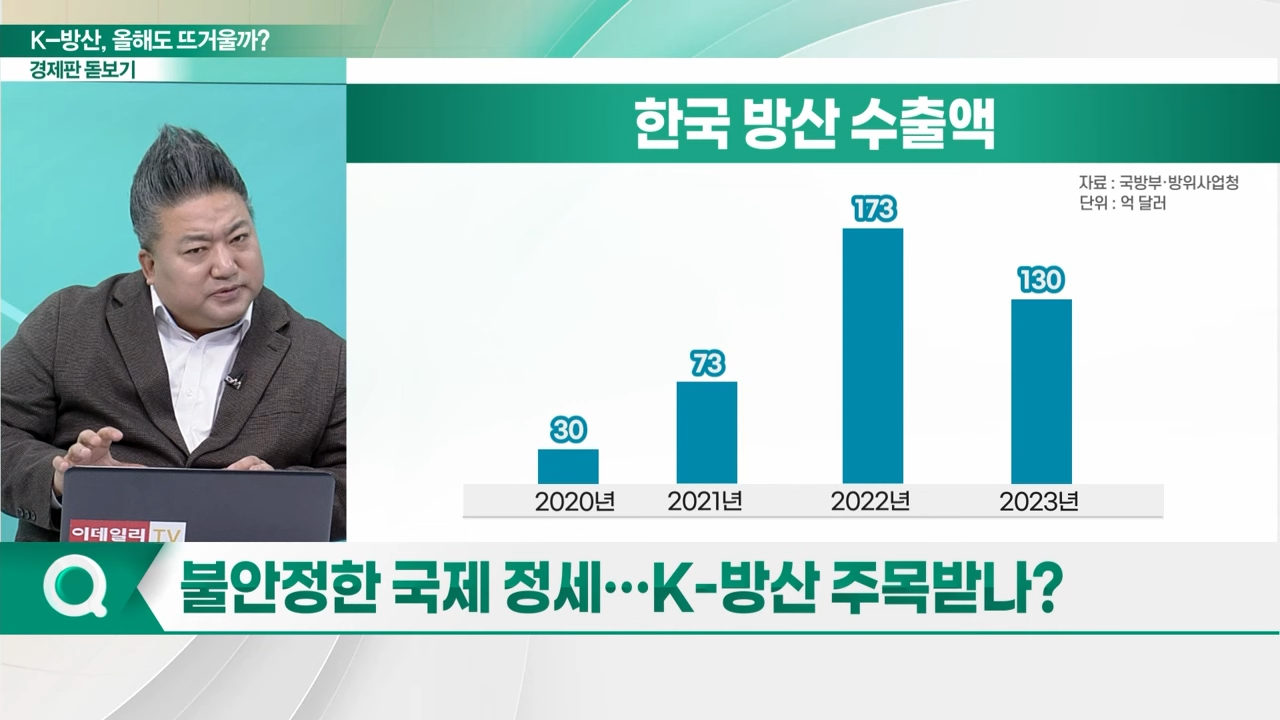 K-방산, 올해도 뜨거울까?
경제판 돋보기
한국 방산 수출액
자료 : 국방부·방위사업청
단위 : 억 달러
30
73
173
130
2020년
2021년
2022년
2023년
이데일리 TV
불안정한 국제 정세…K-방산 주목받나?